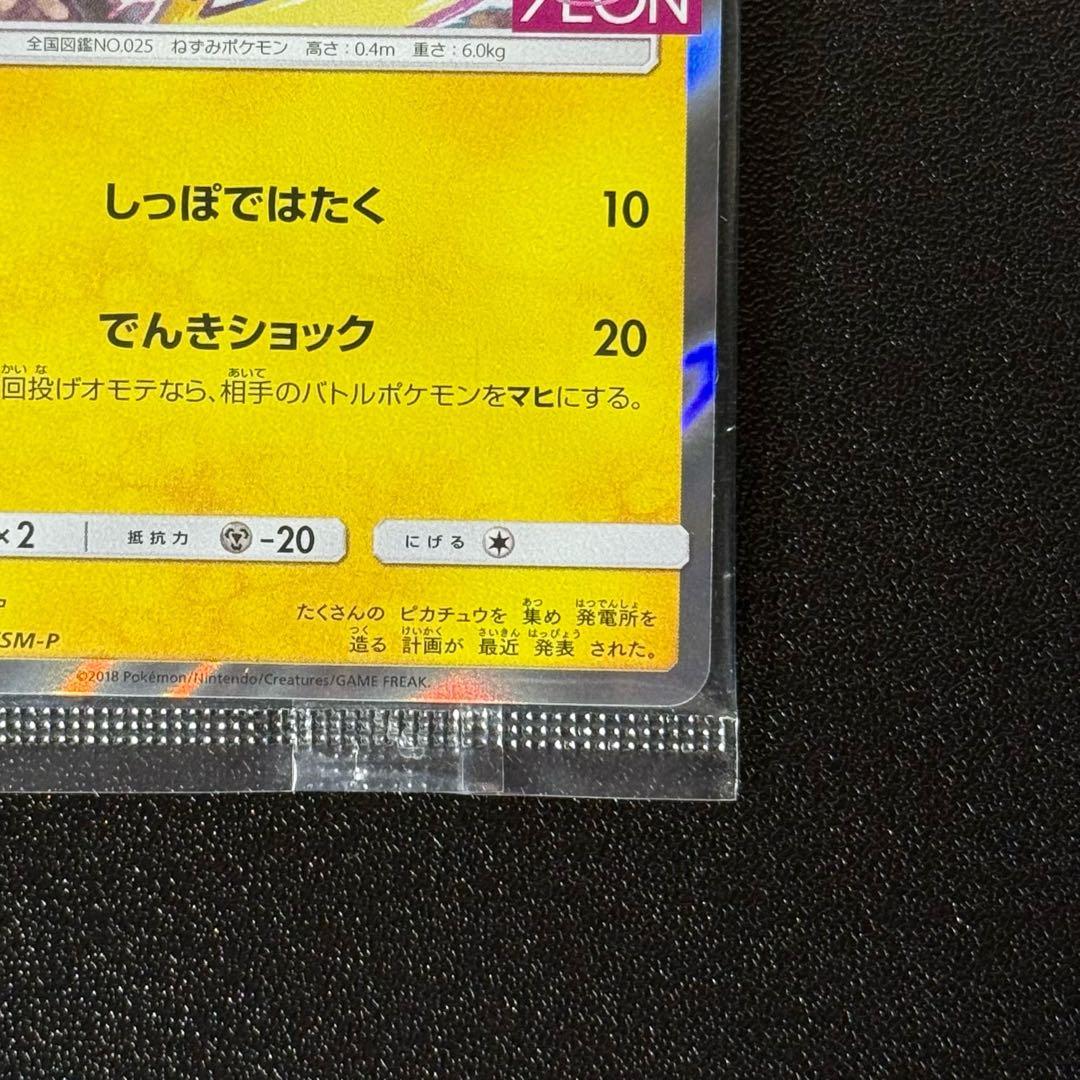 ÆON
全国図鑑NO.025 ねずみポケモン 高さ:0.4m 重さ:6.0kg
しっぽではたく 10
でんきショック 20
回投げオモテなら、相手のバトルポケモンをマヒにする。
×2 抵抗力 -20 にげる
たくさんの ピカチュウを 集め 発電所を
SM-P 造る 計画が 最近 発表 された。
©2018 Pokémon/Nintendo/Creatures/GAME FREAK.